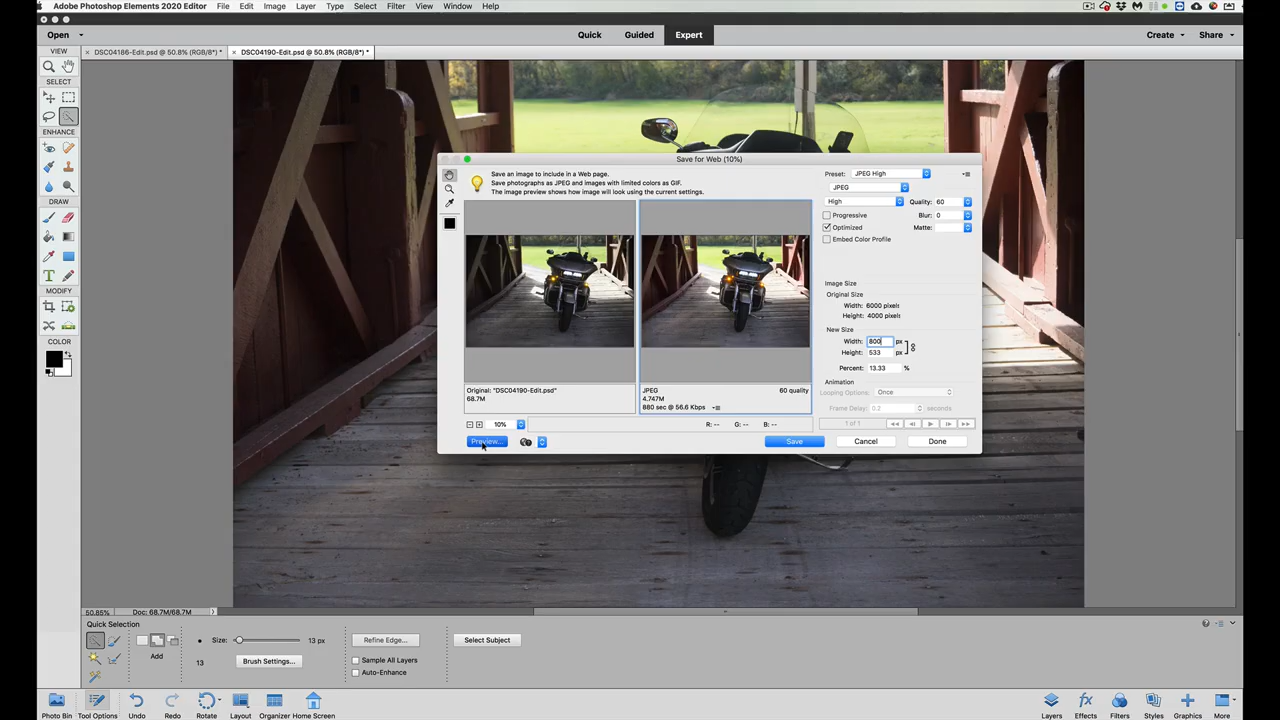 Adobe Photoshop Elements 2020 Editor File Edit Image Layer Type Select Filter View Window Help
Open Quick Guided Expert Create Share
VIEW × DSC04186-Edit.psd @ 50.8% (RGB/8*) * × DSC04190-Edit.psd @ 50.8% (RGB/8*) *
SELECT
ENHANCE
DRAW
MODIFY
COLOR
Save for Web (10%)
Save an image to include in a Web page.
Save photographs as JPEG and images with limited colors as GIF.
The image preview shows how image will look using the current settings.
Preset: JPEG High
JPEG
High Quality: 60
Progressive Blur: 0
Optimized Matte:
Embed Color Profile
Image Size
Original Size
Width: 6000 pixels
Height: 4000 pixels
New Size
Width: 800 px
Height: 533 px
Percent: 13.33 %
Animation
Looping Options: Once
Frame Delay: 0.2 seconds
1 of 1
Original: "DSC04190-Edit.psd"
68.7M
JPEG 60 quality
4.747M
880 sec @ 56.6 Kbps
10% R: -- G: -- B: --
Preview... Save Cancel Done
50.85% Doc: 68.7M/68.7M
Quick Selection
Size: 13 px Refine Edge... Select Subject
Add 13 Brush Settings... Sample All Layers
Auto-Enhance
Photo Bin Tool Options Undo Redo Rotate Layout Organizer Home Screen Layers Effects Filters Styles Graphics More